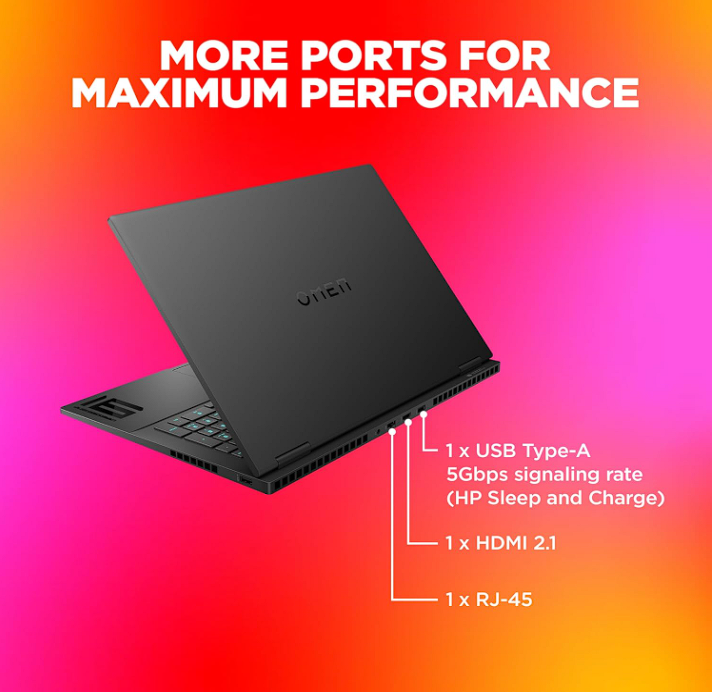 MORE PORTS FOR
MAXIMUM PERFORMANCE
OMEN
1 x USB Type-A
5Gbps signaling rate
(HP Sleep and Charge)
1 x HDMI 2.1
1 x RJ-45